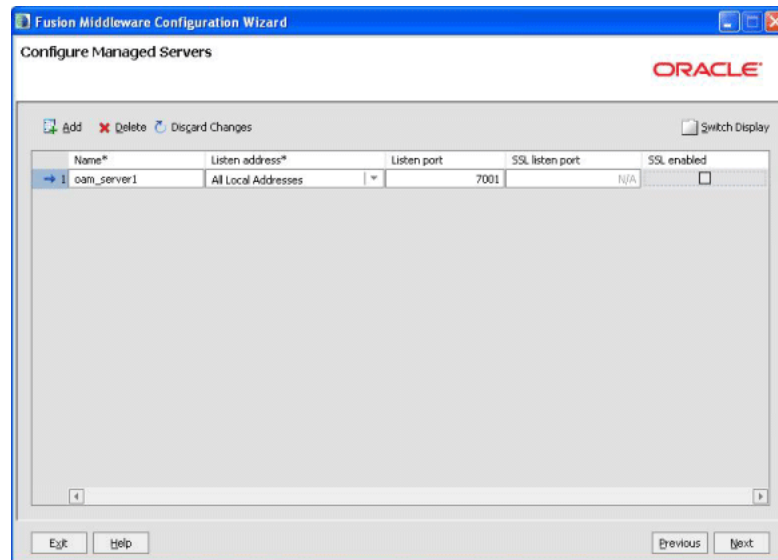 Fusion Middleware Configuration Wizard
Configure Managed Servers
ORACLE
Add Delete Discard Changes Switch Display
Name* Listen address* Listen port SSL listen port SSL enabled
1 oam_server1 All Local Addresses 7001 N/A
Exit Help Previous Next